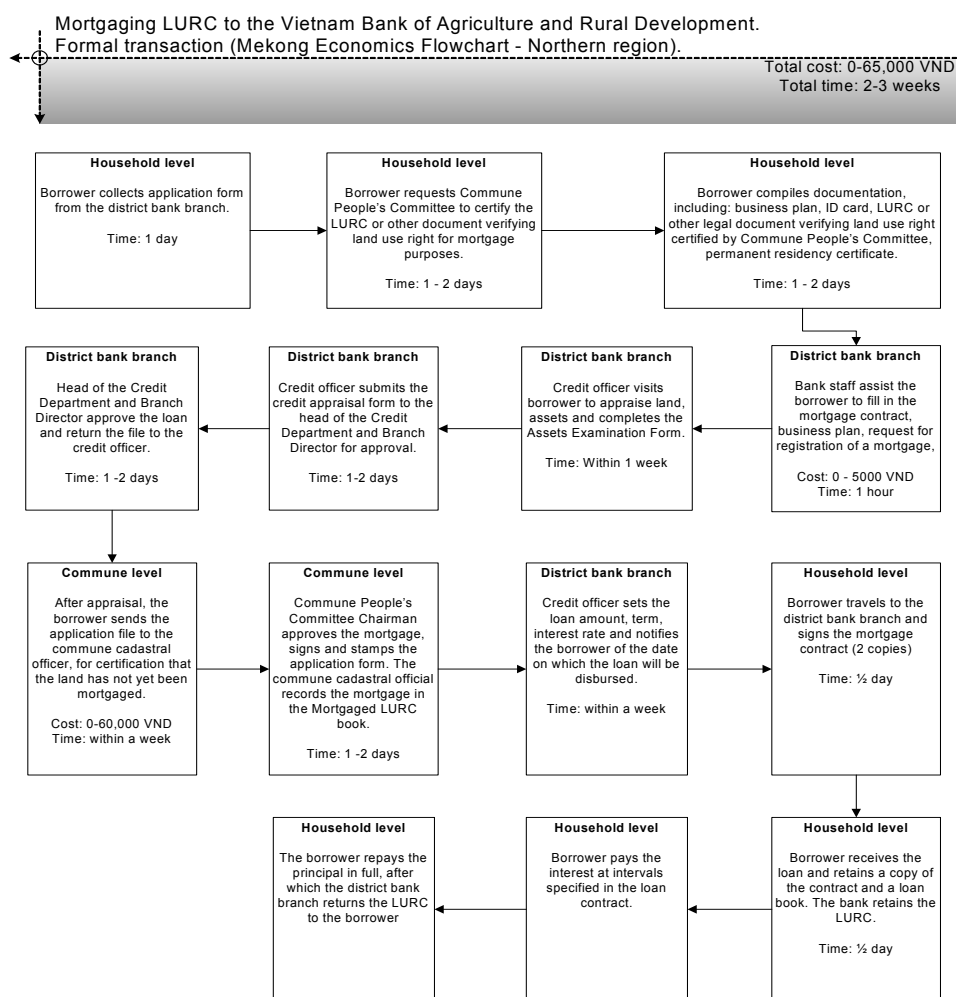 Mortgaging LURC to the Vietnam Bank of Agriculture and Rural Development.
Formal transaction (Mekong Economics Flowchart - Northern region).
Total cost: 0-65,000 VND
Total time: 2-3 weeks
Household level
Borrower collects application form
from the district bank branch.
Time: 1 day
Household level
Borrower requests Commune
People's Committee to certify the
LURC or other document verifying
land use right for mortgage
purposes.
Time: 1 - 2 days
Household level
Borrower compiles documentation,
including: business plan, ID card, LURC or
other legal document verifying land use right
certified by Commune People's Committee,
permanent residency certificate.
Time: 1 - 2 days
District bank branch
Bank staff assist the
borrower to fill in the
mortgage contract,
business plan, request for
registration of a mortgage,
Cost: 0 - 5000 VND
Time: 1 hour
District bank branch
Credit officer visits
borrower to appraise land,
assets and completes the
Assets Examination Form.
Time: Within 1 week
District bank branch
Credit officer submits the
credit appraisal form to the
head of the Credit
Department and Branch
Director for approval.
Time: 1-2 days
District bank branch
Head of the Credit
Department and Branch
Director approve the loan
and return the file to the
credit officer.
Time: 1 -2 days
Commune level
After appraisal, the
borrower sends the
application file to the
commune cadastral
officer, for certification that
the land has not yet been
mortgaged.
Cost: 0-60,000 VND
Time: within a week
Commune level
Commune People's
Committee Chairman
approves the mortgage,
signs and stamps the
application form. The
commune cadastral official
records the mortgage in
the Mortgaged LURC
book.
Time: 1 -2 days
District bank branch
Credit officer sets the
loan amount, term,
interest rate and notifies
the borrower of the date
on which the loan will be
disbursed.
Time: within a week
Household level
Borrower travels to the
district bank branch and
signs the mortgage
contract (2 copies)
Time: ½ day
Household level
Borrower receives the
loan and retains a copy of
the contract and a loan
book. The bank retains the
LURC.
Time: ½ day
Household level
Borrower pays the
interest at intervals
specified in the loan
contract.
Household level
The borrower repays the
principal in full, after
which the district bank
branch returns the LURC
to the borrower